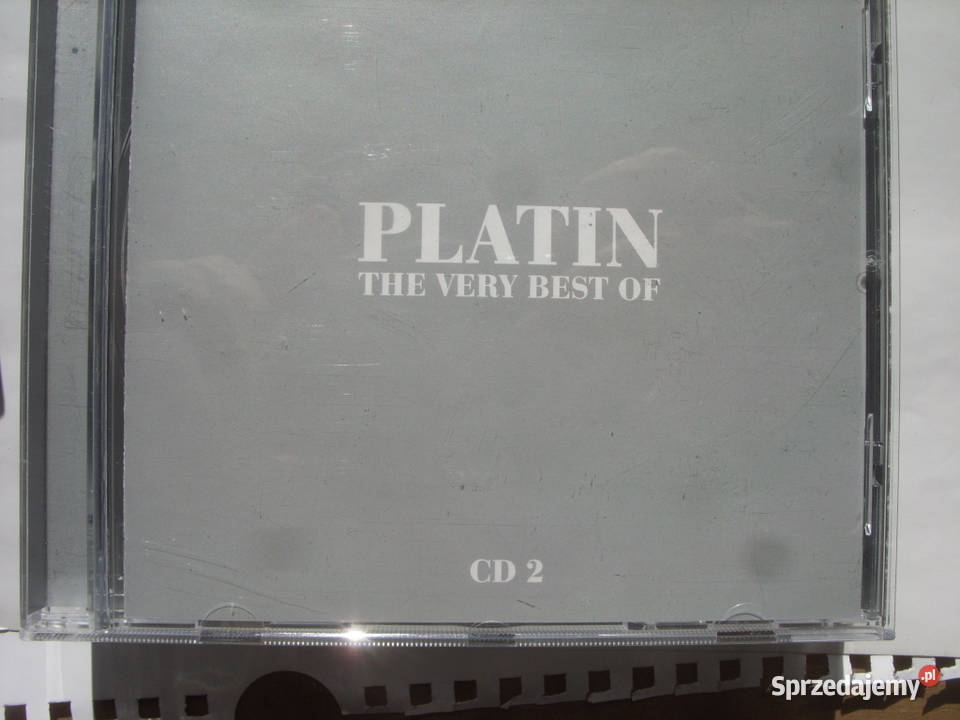 PLATIN
THE VERY BEST OF
CD 2
Sprzedajemy.pl